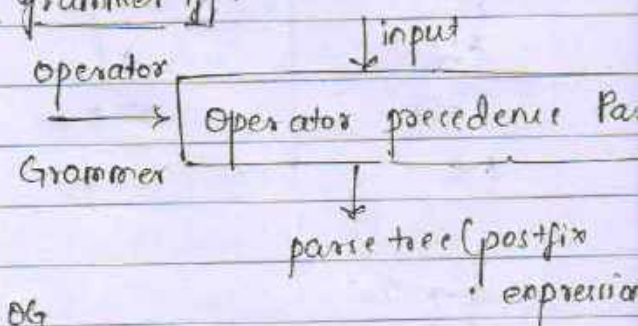 grammer
input
operator
Operator precedence Pa
Grammer
parse tree (postfix
expression
OG